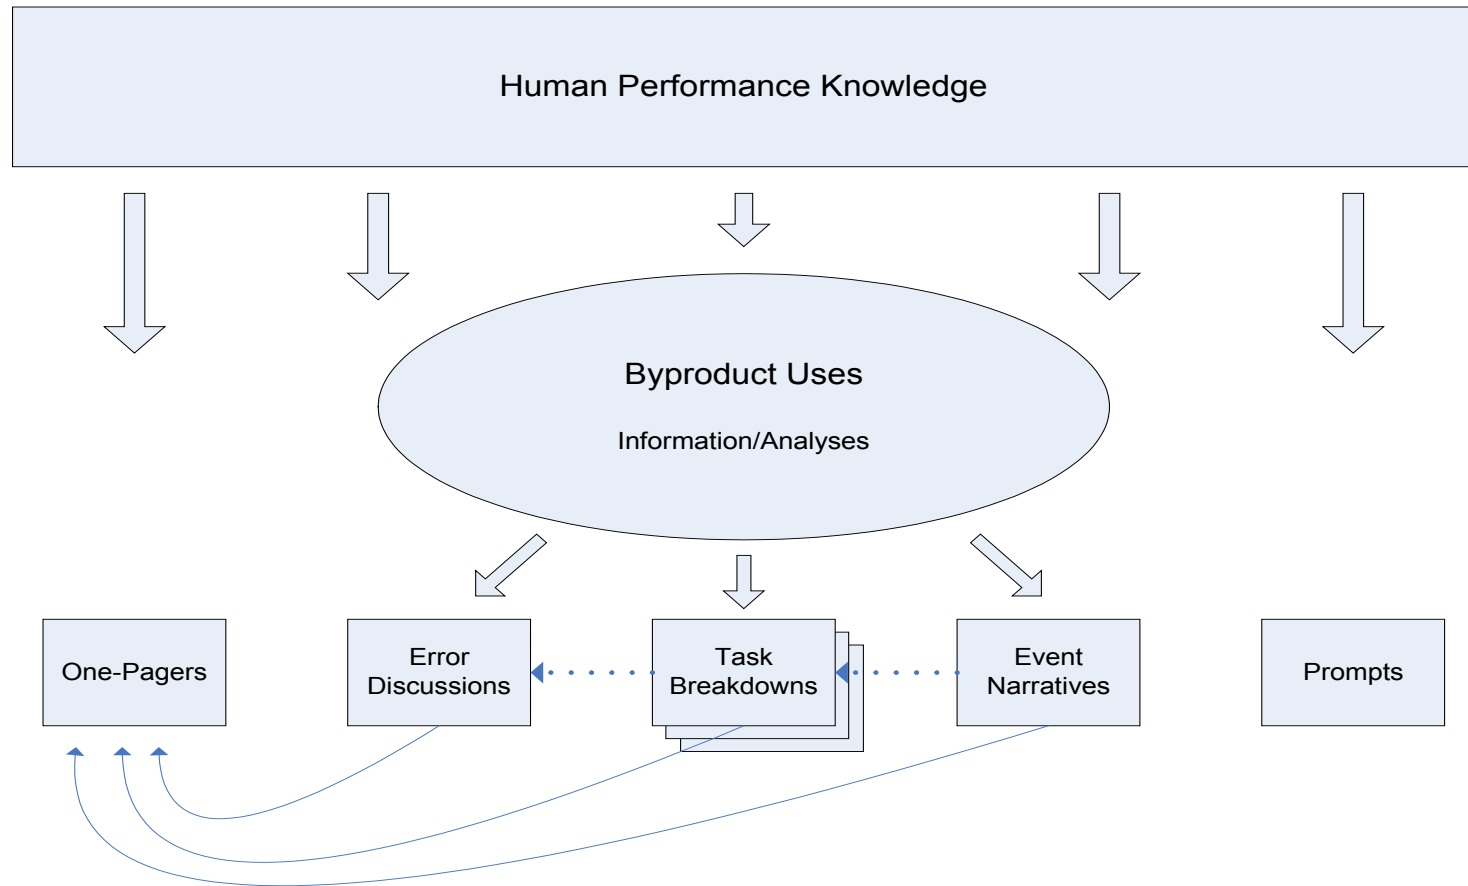 Human Performance Knowledge
Byproduct Uses
Information/Analyses
One-Pagers
Error
Discussions
Task
Breakdowns
Event
Narratives
Prompts